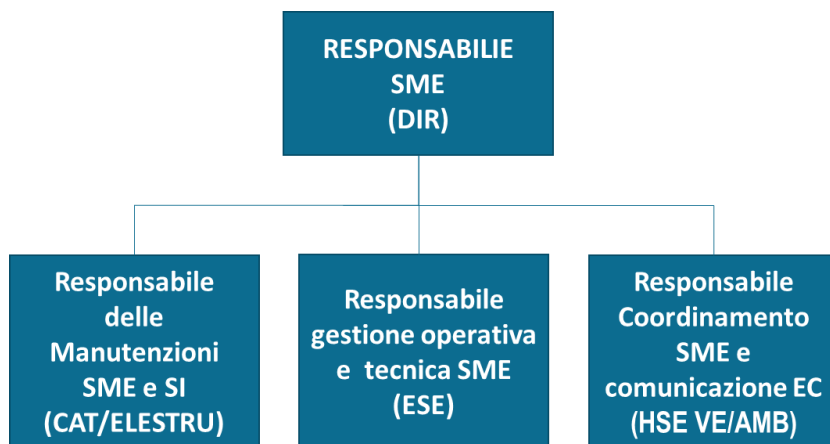 RESPONSABILIE
SME
(DIR)
Responsabile
delle
Manutenzioni
SME e SI
(CAT/ELESTRU)
Responsabile
gestione operativa
e tecnica SME
(ESE)
Responsabile
Coordinamento
SME e
comunicazione EC
(HSE VE/AMB)